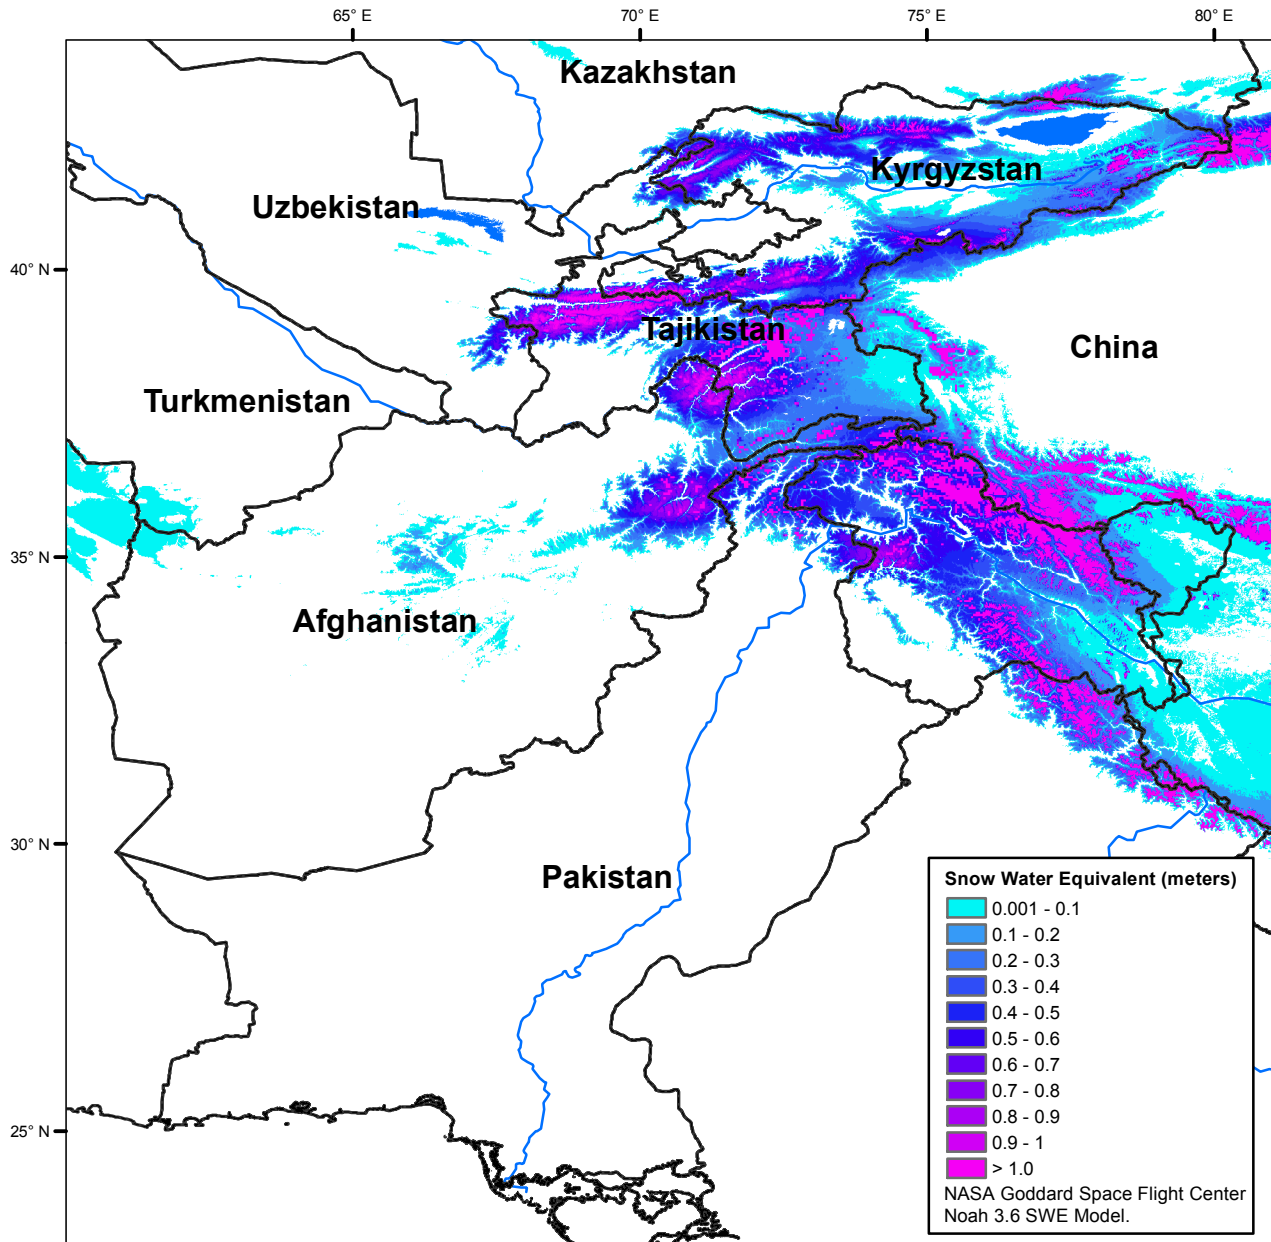 65° E
70° E
75° E
80° E
Kazakhstan
Kyrgyzstan
Uzbekistan
40° N
Tajikistan
China
Turkmenistan
35° N
Afghanistan
30° N
Pakistan
25° N
Snow Water Equivalent (meters)
0.001 - 0.1
0.1 - 0.2
0.2 - 0.3
0.3 - 0.4
0.4 - 0.5
0.5 - 0.6
0.6 - 0.7
0.7 - 0.8
0.8 - 0.9
0.9 - 1
> 1.0
NASA Goddard Space Flight Center
Noah 3.6 SWE Model.